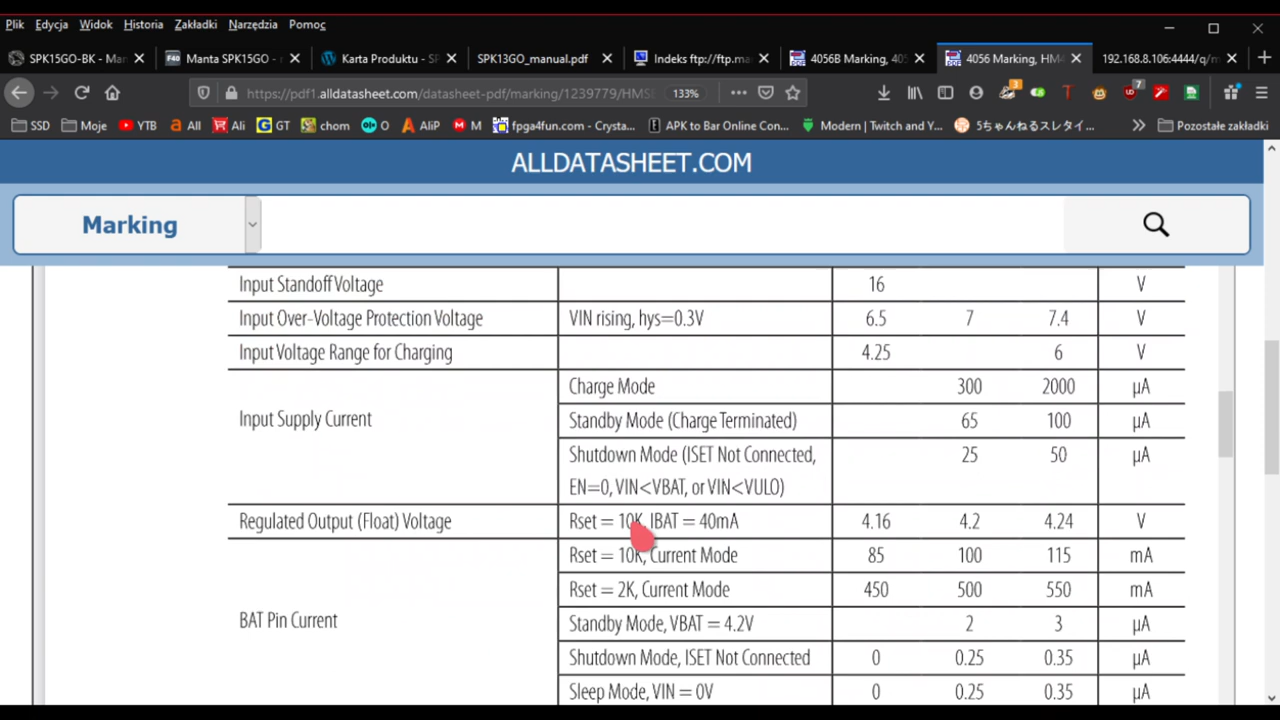 Plik Edycja Widok Historia Zakładki Narzędzia Pomoc
SPK15GO-BK - Ma
F40 Manta SPK15GO -
Karta Produktu - SP
SPK13GO_manual.pdf
Indeks ftp://ftp.ma
4056B Marking, 405
4056 Marking, HM4
192.168.8.106:4444/q/m
https://pdf1.alldatasheet.com/datasheet-pdf/marking/1239779/HMSE 133%
3 7
SSD Moje YTB All Ali GT chom O AliP M fpga4fun.com - Crysta... APK to Bar Online Con... Modern | Twitch and Y... 5ちゃんねるスレタイ... Pozostałe zakładki
ALLDATASHEET.COM
Marking
Input Standoff Voltage 16 V
Input Over-Voltage Protection Voltage VIN rising, hys=0.3V 6.5 7 7.4 V
Input Voltage Range for Charging 4.25 6 V
Charge Mode 300 2000 μA
Input Supply Current Standby Mode (Charge Terminated) 65 100 μA
Shutdown Mode (ISET Not Connected, 25 50 μA
EN=0, VIN<VBAT, or VIN<VULO)
Regulated Output (Float) Voltage Rset = 10K, IBAT = 40mA 4.16 4.2 4.24 V
Rset = 10K, Current Mode 85 100 115 mA
Rset = 2K, Current Mode 450 500 550 mA
BAT Pin Current Standby Mode, VBAT = 4.2V 2 3 μA
Shutdown Mode, ISET Not Connected 0 0.25 0.35 μA
Sleep Mode, VIN = 0V 0 0.25 0.35 μA